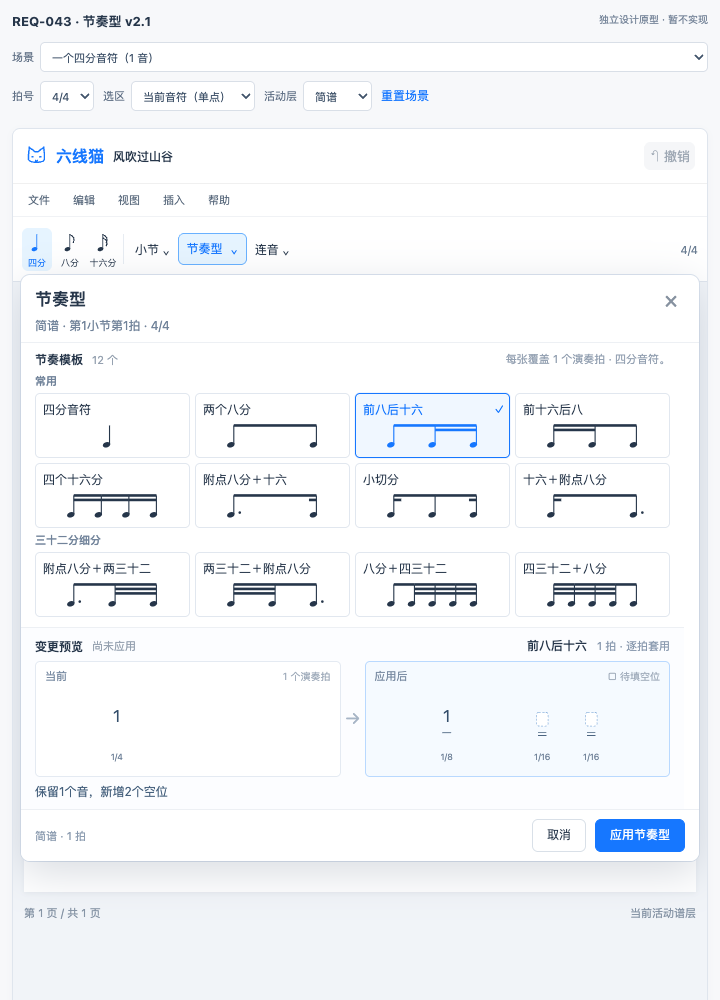 REQ-043 · 节奏型 v2.1
独立设计原型 · 暂不实现
场景 一个四分音符（1 音）
拍号 4/4 选区 当前音符（单点） 活动层 简谱 重置场景
六线猫 风吹过山谷
撤销
文件 编辑 视图 插入 帮助
四分 八分 十六分 小节 节奏型 连音 4/4
节奏型
简谱 · 第1小节第1拍 · 4/4
节奏模板 12 个
每张覆盖 1 个演奏拍 · 四分音符。
常用
四分音符 两个八分 前八后十六 前十六后八
四个十六分 附点八分＋十六 小切分 十六＋附点八分
三十二分细分
附点八分＋两三十二 两三十二＋附点八分 八分＋四三十二 四三十二＋八分
变更预览 尚未应用
前八后十六 1 拍 · 逐拍套用
当前 1 个演奏拍
1
1/4
应用后 待填空位
1
1/8 1/16 1/16
保留1个音，新增2个空位
简谱 · 1 拍
取消 应用节奏型
第 1 页 / 共 1 页
当前活动谱层